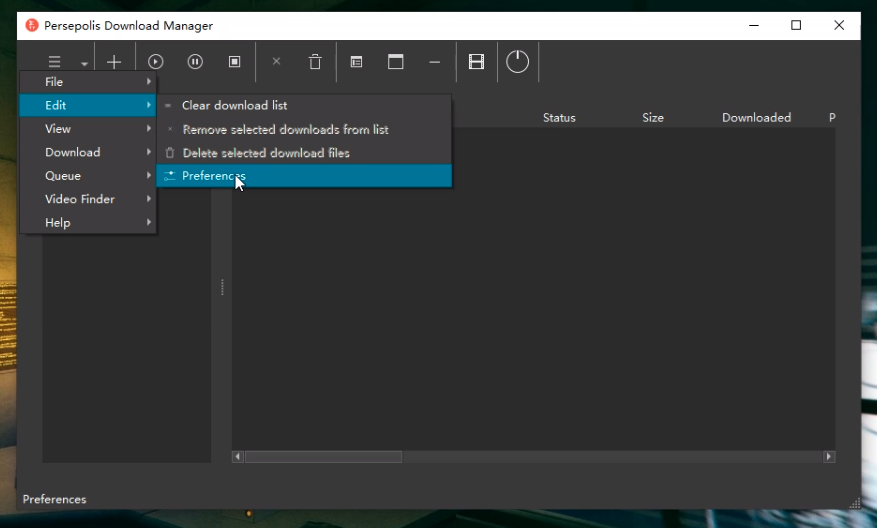 Persepolis Download Manager
File
Edit
View
Download
Queue
Video Finder
Help
Clear download list
Remove selected downloads from list
Delete selected download files
Preferences
Status Size Downloaded P
Preferences